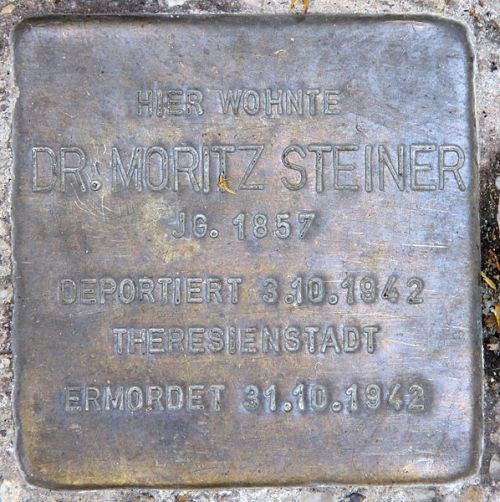 HIER WOHNTE
DR. MORITZ STEINER
JG. 1857
DEPORTIERT 3.10.1942
THERESIENSTADT
ERMORDET 31.10.1942